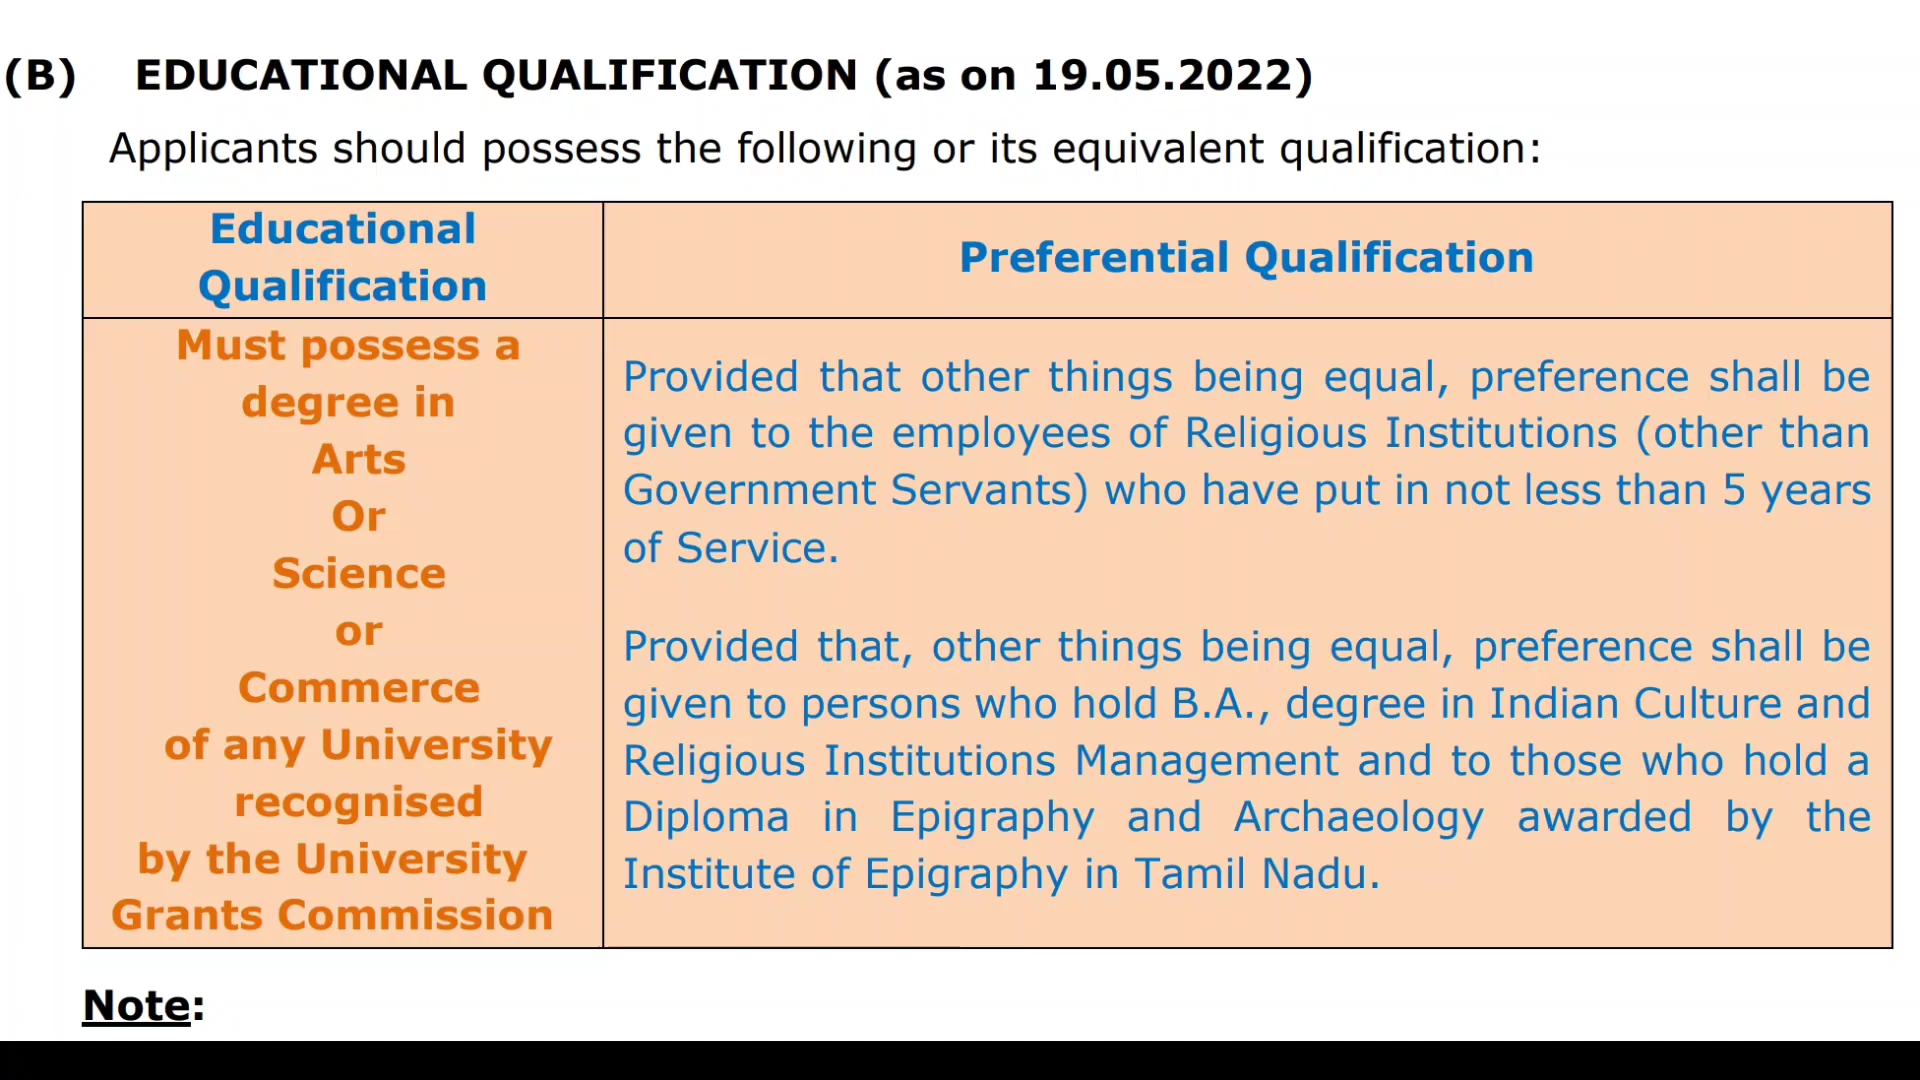 (B) EDUCATIONAL QUALIFICATION (as on 19.05.2022)
Applicants should possess the following or its equivalent qualification:
Educational
Qualification
Preferential Qualification
Must possess a
degree in
Arts
Or
Science
or
Commerce
of any University
recognised
by the University
Grants Commission
Provided that other things being equal, preference shall be
given to the employees of Religious Institutions (other than
Government Servants) who have put in not less than 5 years
of Service.
Provided that, other things being equal, preference shall be
given to persons who hold B.A., degree in Indian Culture and
Religious Institutions Management and to those who hold a
Diploma in Epigraphy and Archaeology awarded by the
Institute of Epigraphy in Tamil Nadu.
Note: